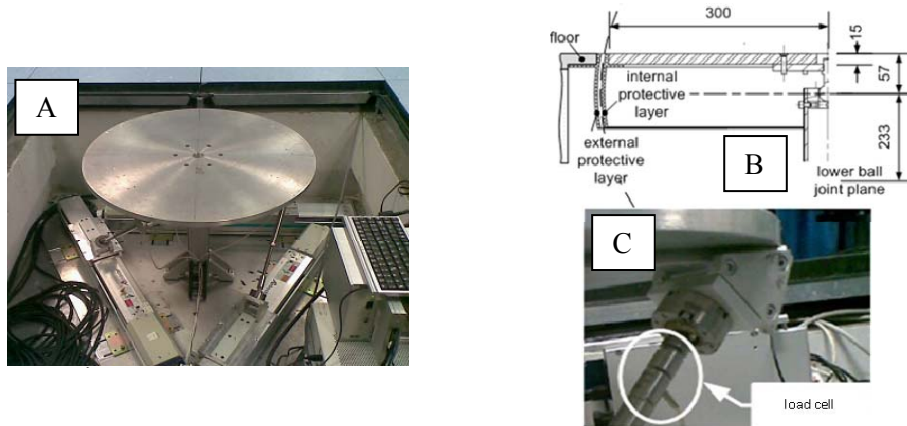 A
300
floor
15
internal
protective
layer
57
external
protective
layer
B
233
lower ball
joint plane
C
load cell